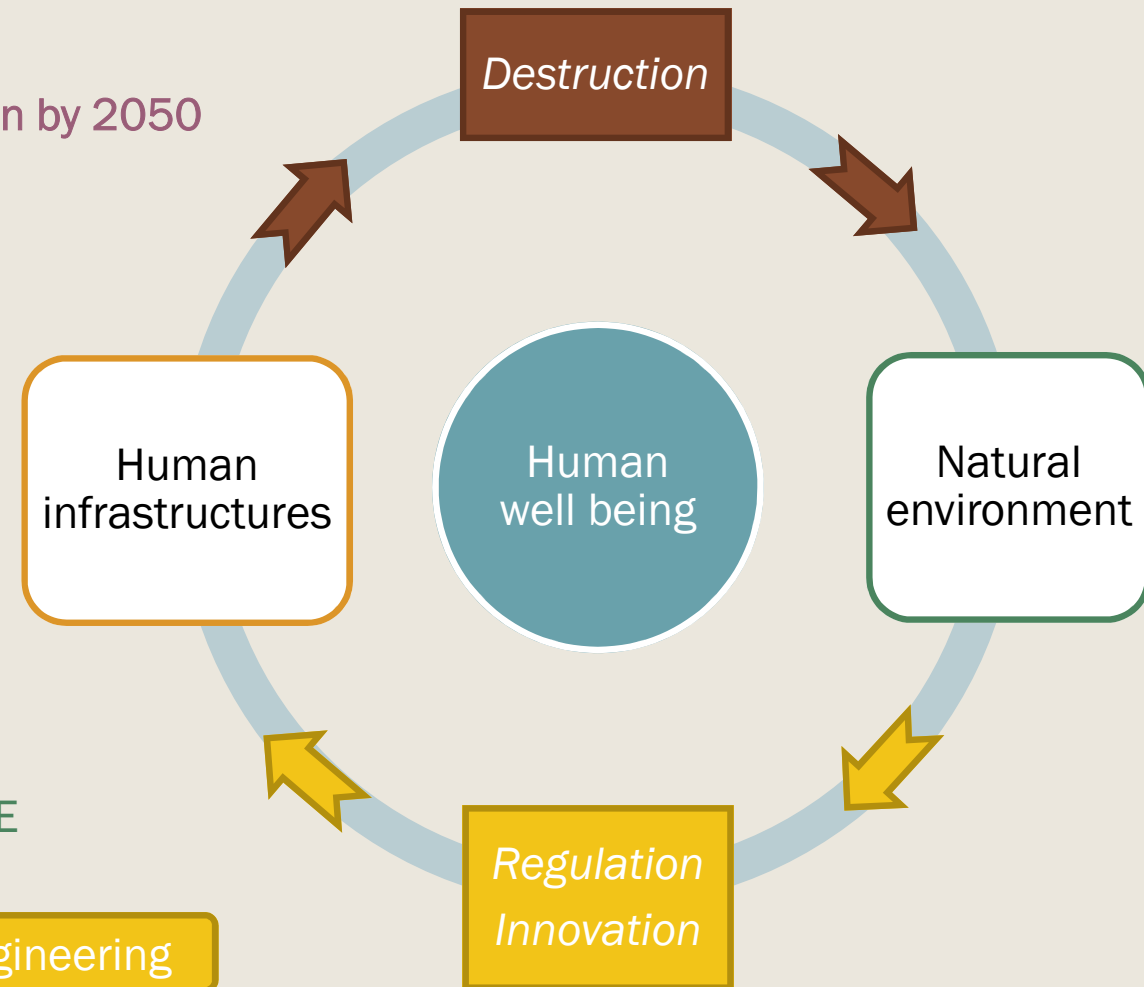 Destruction
n by 2050
Human
infrastructures
Human
well being
Natural
environment
E
Regulation
Innovation
gineering